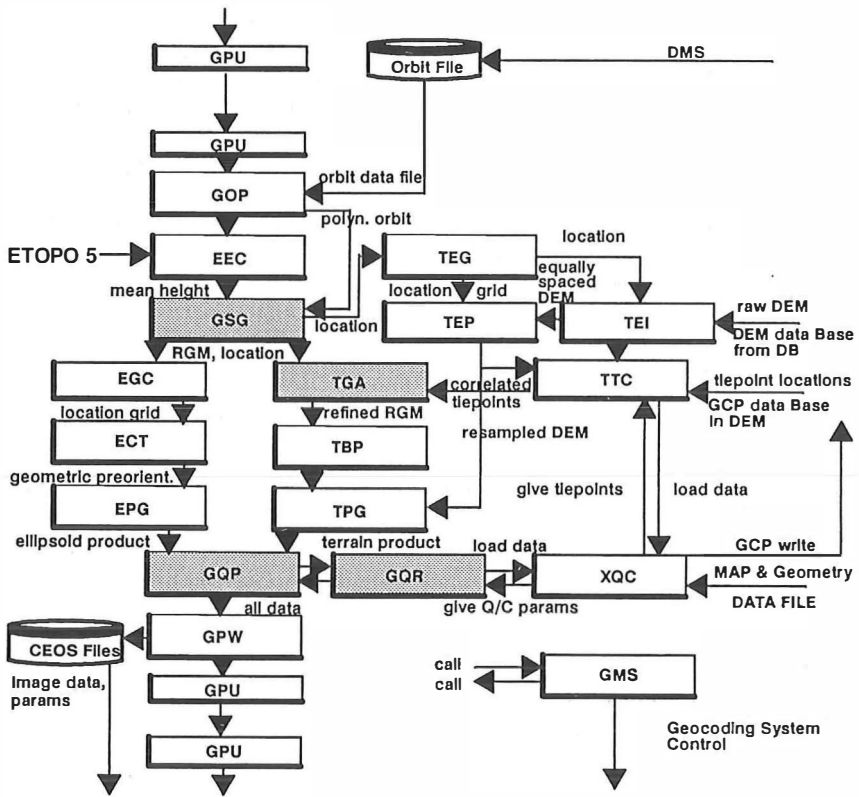 GPU
Orbit File
DMS
GPU
orbit data file
GOP
polyn. orbit
ETOPO 5
EEC
TEG
location
equally
spaced
DEM
mean height
location
grid
GSG
location
TEP
TEI
raw DEM
DEM data Base
from DB
RGM, location
EGC
TGA
correlated
tiepoints
TTC
tiepoint locations
GCP data Base
in DEM
location grid
refined RGM
resampled DEM
ECT
TBP
geometric preorient.
give tiepoints
load data
EPG
TPG
ellipsoid product
terrain product
load data
GCP write
GQP
GQR
XQC
MAP & Geometry
DATA FILE
all data
give Q/C params
CEOS Files
GPW
call
call
GMS
Image data,
params
GPU
Geocoding System
Control
GPU